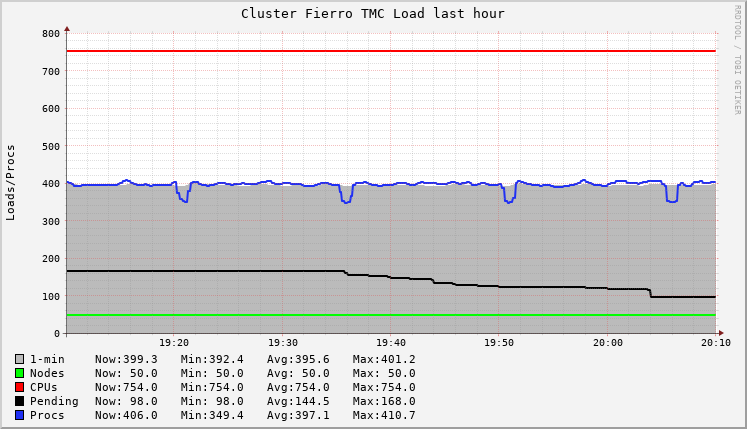 Cluster Fierro TMC Load last hour
RRDTOOL / TOBI OETIKER
Loads/Procs
800
700
600
500
400
300
200
100
0
19:20 19:30 19:40 19:50 20:00 20:10
1-min Now:399.3 Min:392.4 Avg:395.6 Max:401.2
Nodes Now: 50.0 Min: 50.0 Avg: 50.0 Max: 50.0
CPUs Now:754.0 Min:754.0 Avg:754.0 Max:754.0
Pending Now: 98.0 Min: 98.0 Avg:144.5 Max:168.0
Procs Now:406.0 Min:349.4 Avg:397.1 Max:410.7